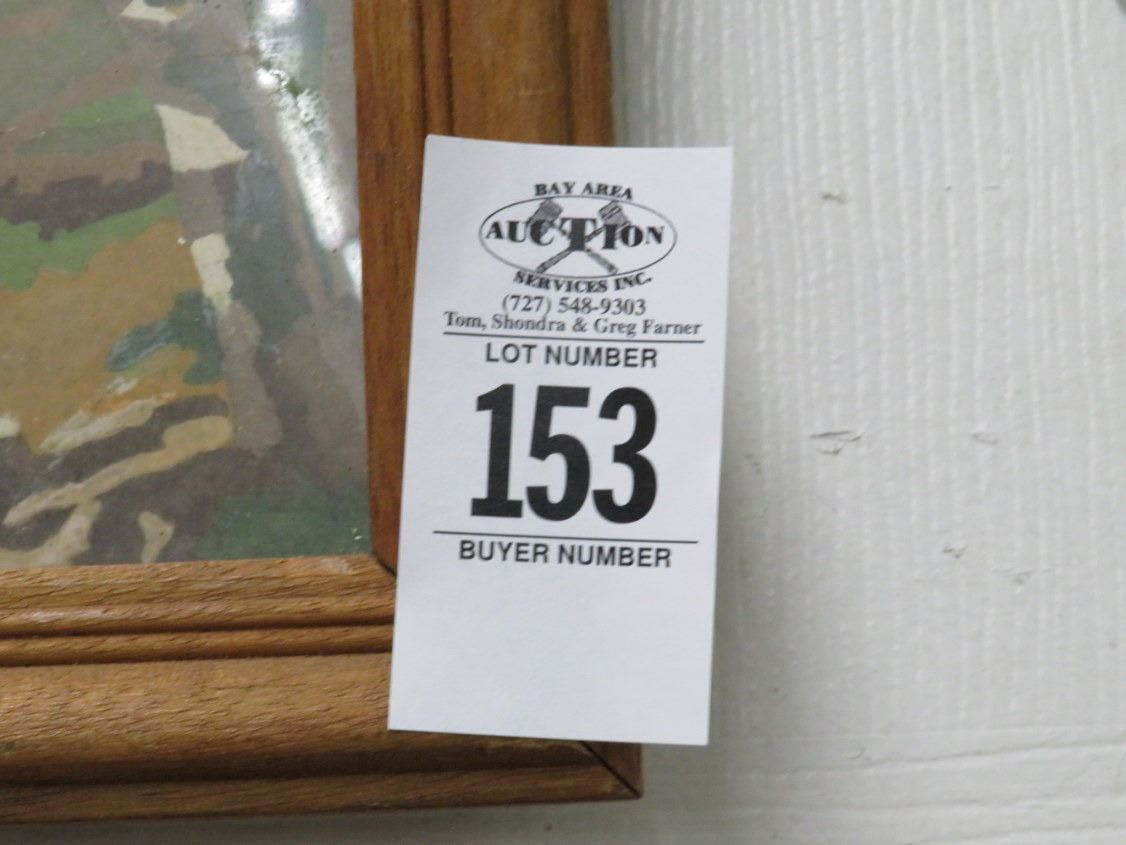 BAY AREA
AUCTION
SERVICES INC.
(727) 548-9303
Tom, Shondra & Greg Farner
LOT NUMBER
153
BUYER NUMBER